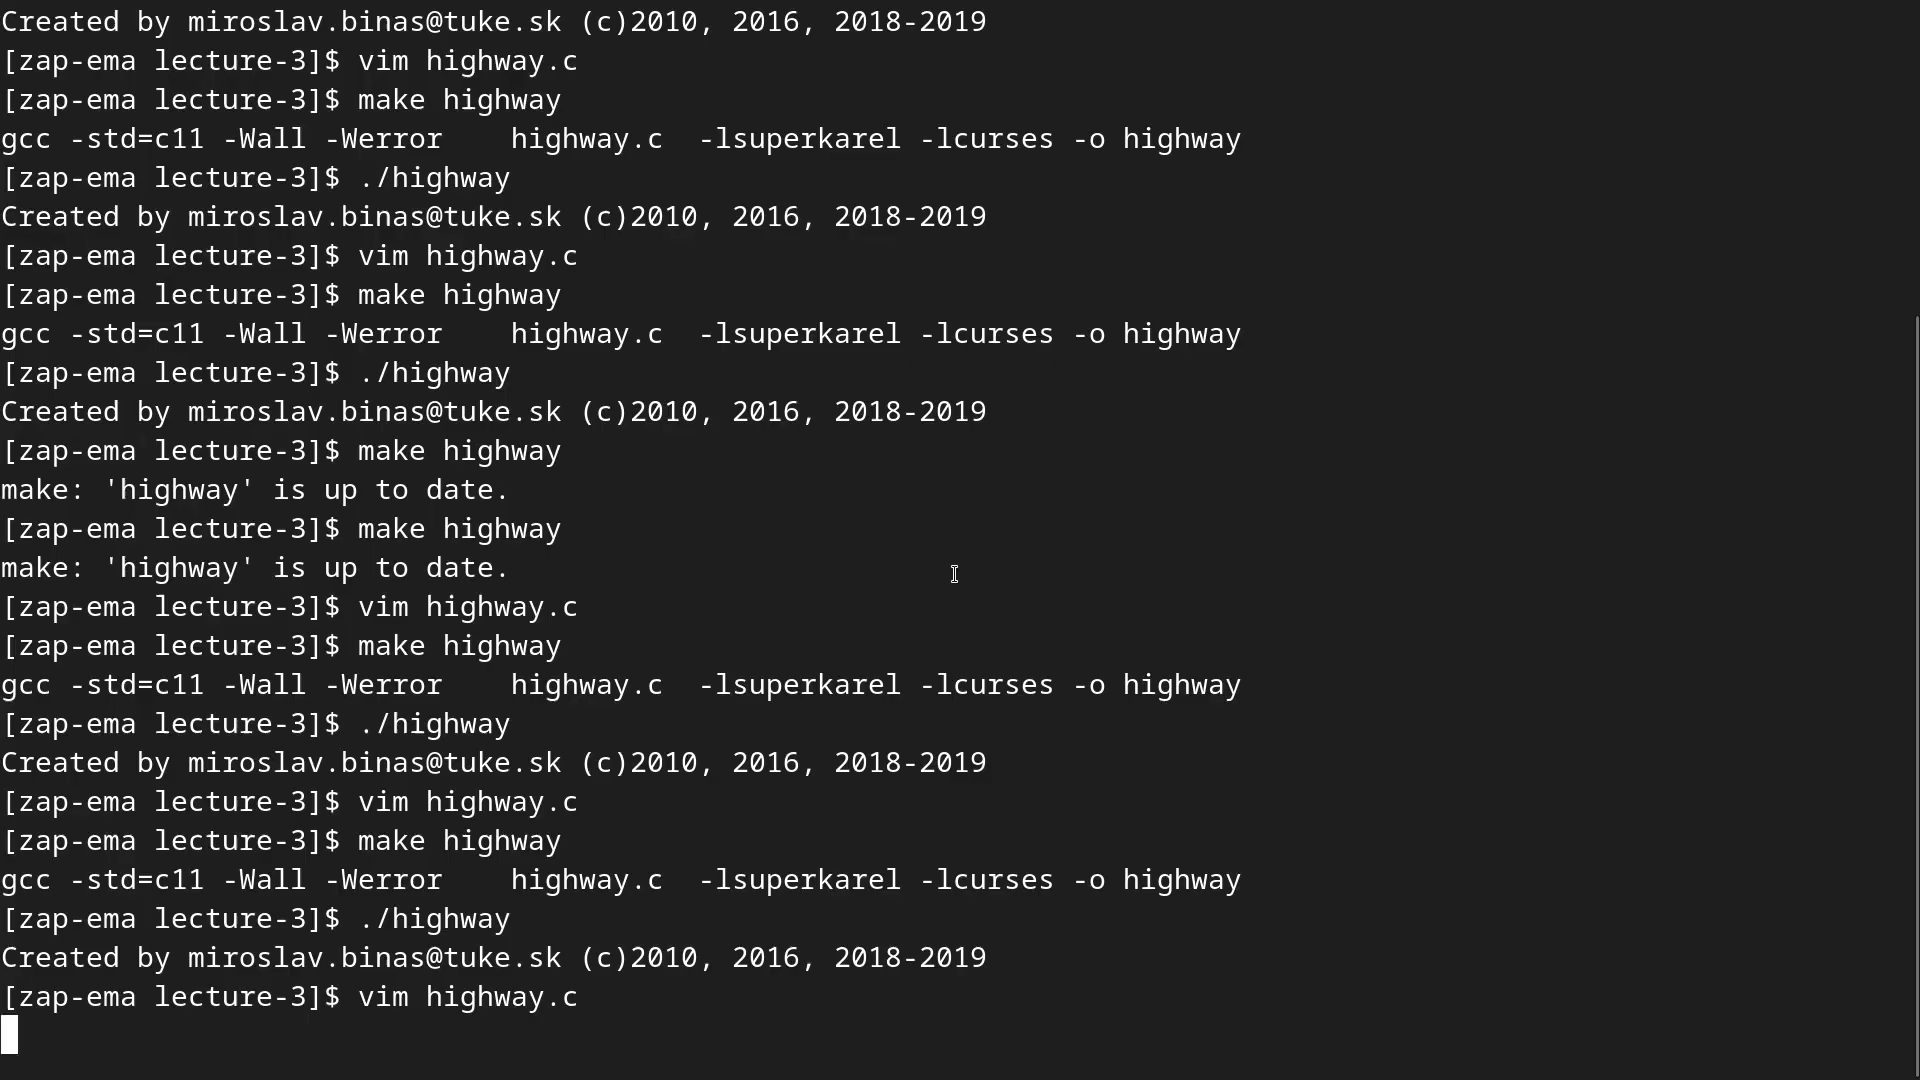 Created by miroslav.binas@tuke.sk (c)2010, 2016, 2018-2019
[zap-ema lecture-3]$ vim highway.c
[zap-ema lecture-3]$ make highway
gcc -std=c11 -Wall -Werror    highway.c  -lsuperkarel -lcurses -o highway
[zap-ema lecture-3]$ ./highway
Created by miroslav.binas@tuke.sk (c)2010, 2016, 2018-2019
[zap-ema lecture-3]$ vim highway.c
[zap-ema lecture-3]$ make highway
gcc -std=c11 -Wall -Werror    highway.c  -lsuperkarel -lcurses -o highway
[zap-ema lecture-3]$ ./highway
Created by miroslav.binas@tuke.sk (c)2010, 2016, 2018-2019
[zap-ema lecture-3]$ make highway
make: 'highway' is up to date.
[zap-ema lecture-3]$ make highway
make: 'highway' is up to date.
[zap-ema lecture-3]$ vim highway.c
[zap-ema lecture-3]$ make highway
gcc -std=c11 -Wall -Werror    highway.c  -lsuperkarel -lcurses -o highway
[zap-ema lecture-3]$ ./highway
Created by miroslav.binas@tuke.sk (c)2010, 2016, 2018-2019
[zap-ema lecture-3]$ vim highway.c
[zap-ema lecture-3]$ make highway
gcc -std=c11 -Wall -Werror    highway.c  -lsuperkarel -lcurses -o highway
[zap-ema lecture-3]$ ./highway
Created by miroslav.binas@tuke.sk (c)2010, 2016, 2018-2019
[zap-ema lecture-3]$ vim highway.c